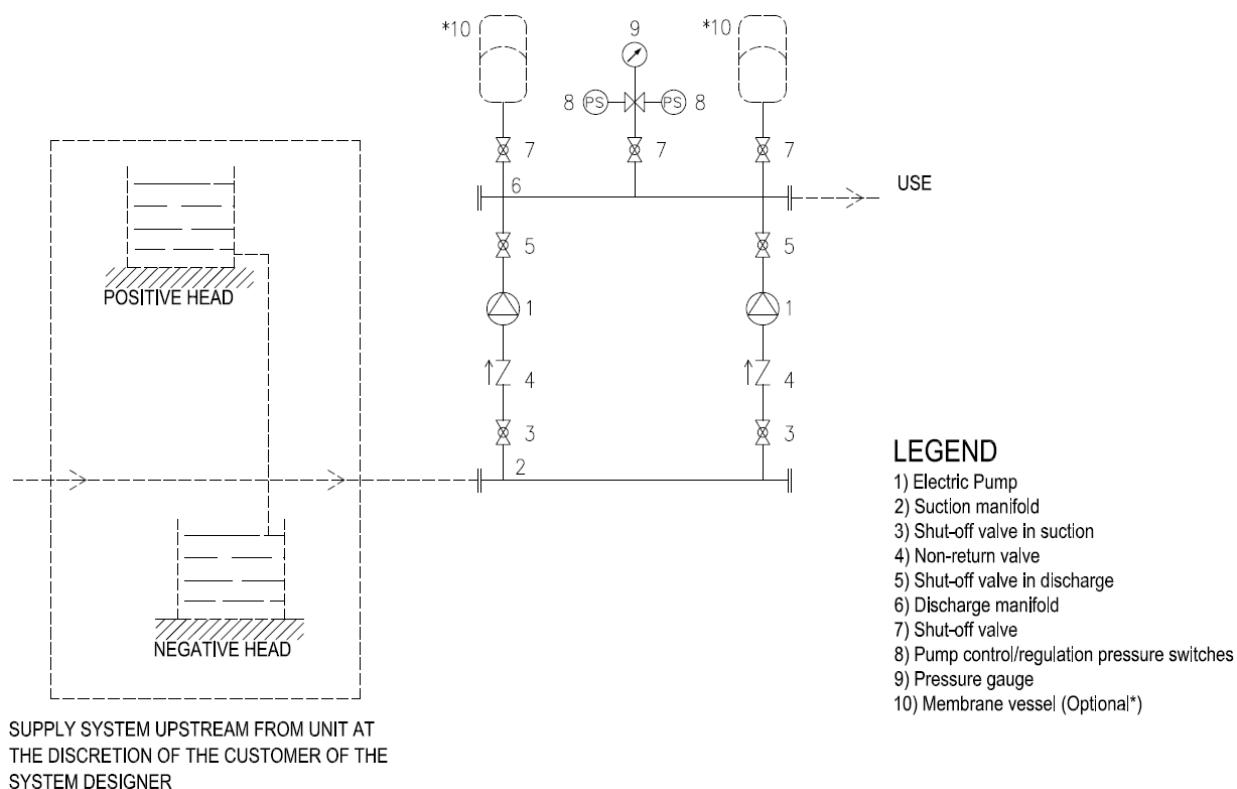 *10
9
*10
8 PS PS 8
7 7 7
6
USE
5 5
POSITIVE HEAD
1 1
4 4
3 3
2
NEGATIVE HEAD
SUPPLY SYSTEM UPSTREAM FROM UNIT AT
THE DISCRETION OF THE CUSTOMER OF THE
SYSTEM DESIGNER
LEGEND
1) Electric Pump
2) Suction manifold
3) Shut-off valve in suction
4) Non-return valve
5) Shut-off valve in discharge
6) Discharge manifold
7) Shut-off valve
8) Pump control/regulation pressure switches
9) Pressure gauge
10) Membrane vessel (Optional*)